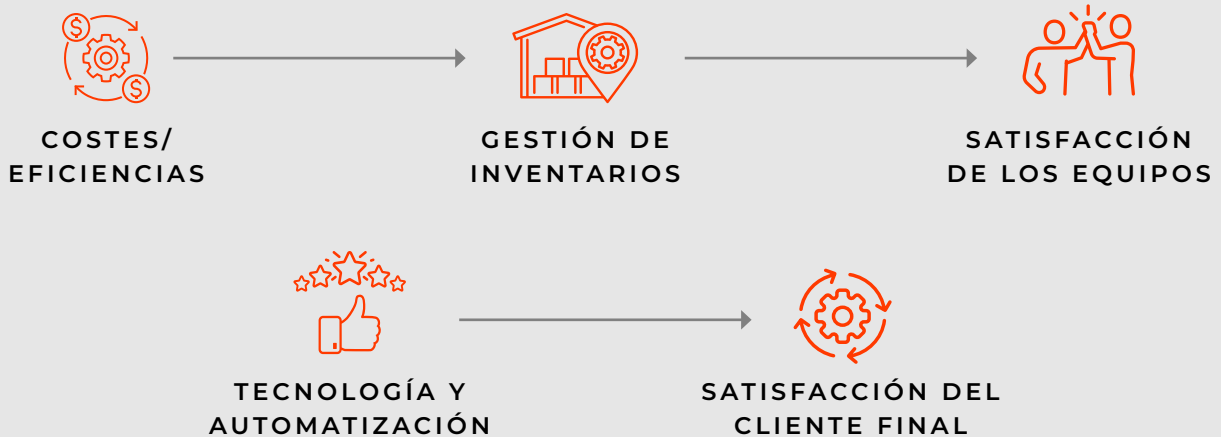 COSTES/
EFICIENCIAS
GESTIÓN DE
INVENTARIOS
SATISFACCIÓN
DE LOS EQUIPOS
TECNOLOGÍA Y
AUTOMATIZACIÓN
SATISFACCIÓN DEL
CLIENTE FINAL